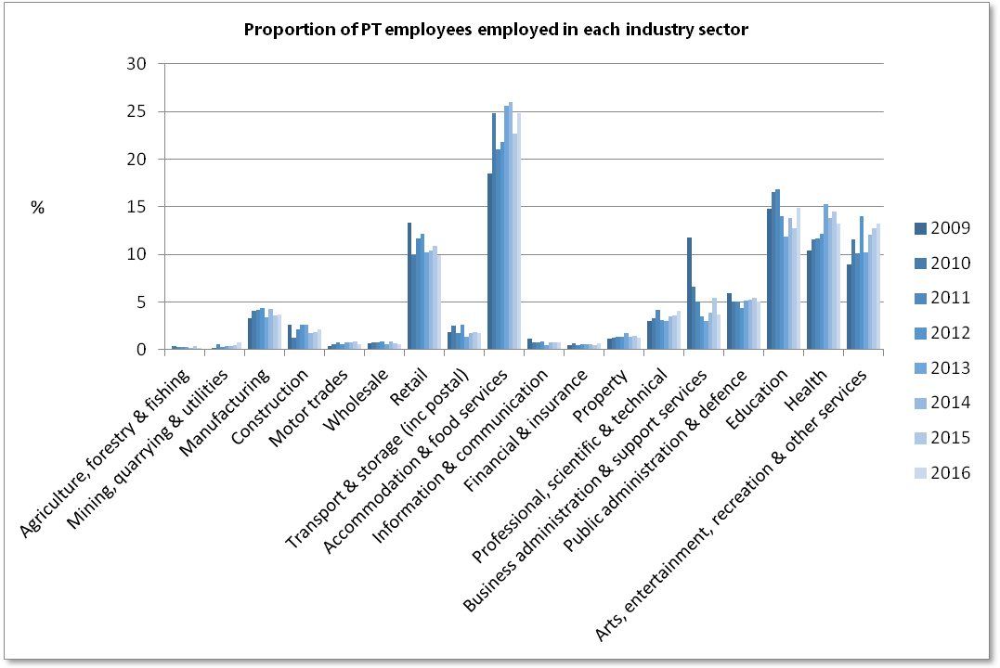 Proportion of PT employees employed in each industry sector
30
25
20
15
10
5
0
%
Agriculture, forestry & fishing
Mining, quarrying & utilities
Manufacturing
Construction
Motor trades
Wholesale
Retail
Transport & storage (inc postal)
Accommodation & food services
Information & communication
Financial & insurance
Property
Professional, scientific & technical
Business administration & support services
Public administration & defence
Education
Health
Arts, entertainment, recreation & other services
2009
2010
2011
2012
2013
2014
2015
2016